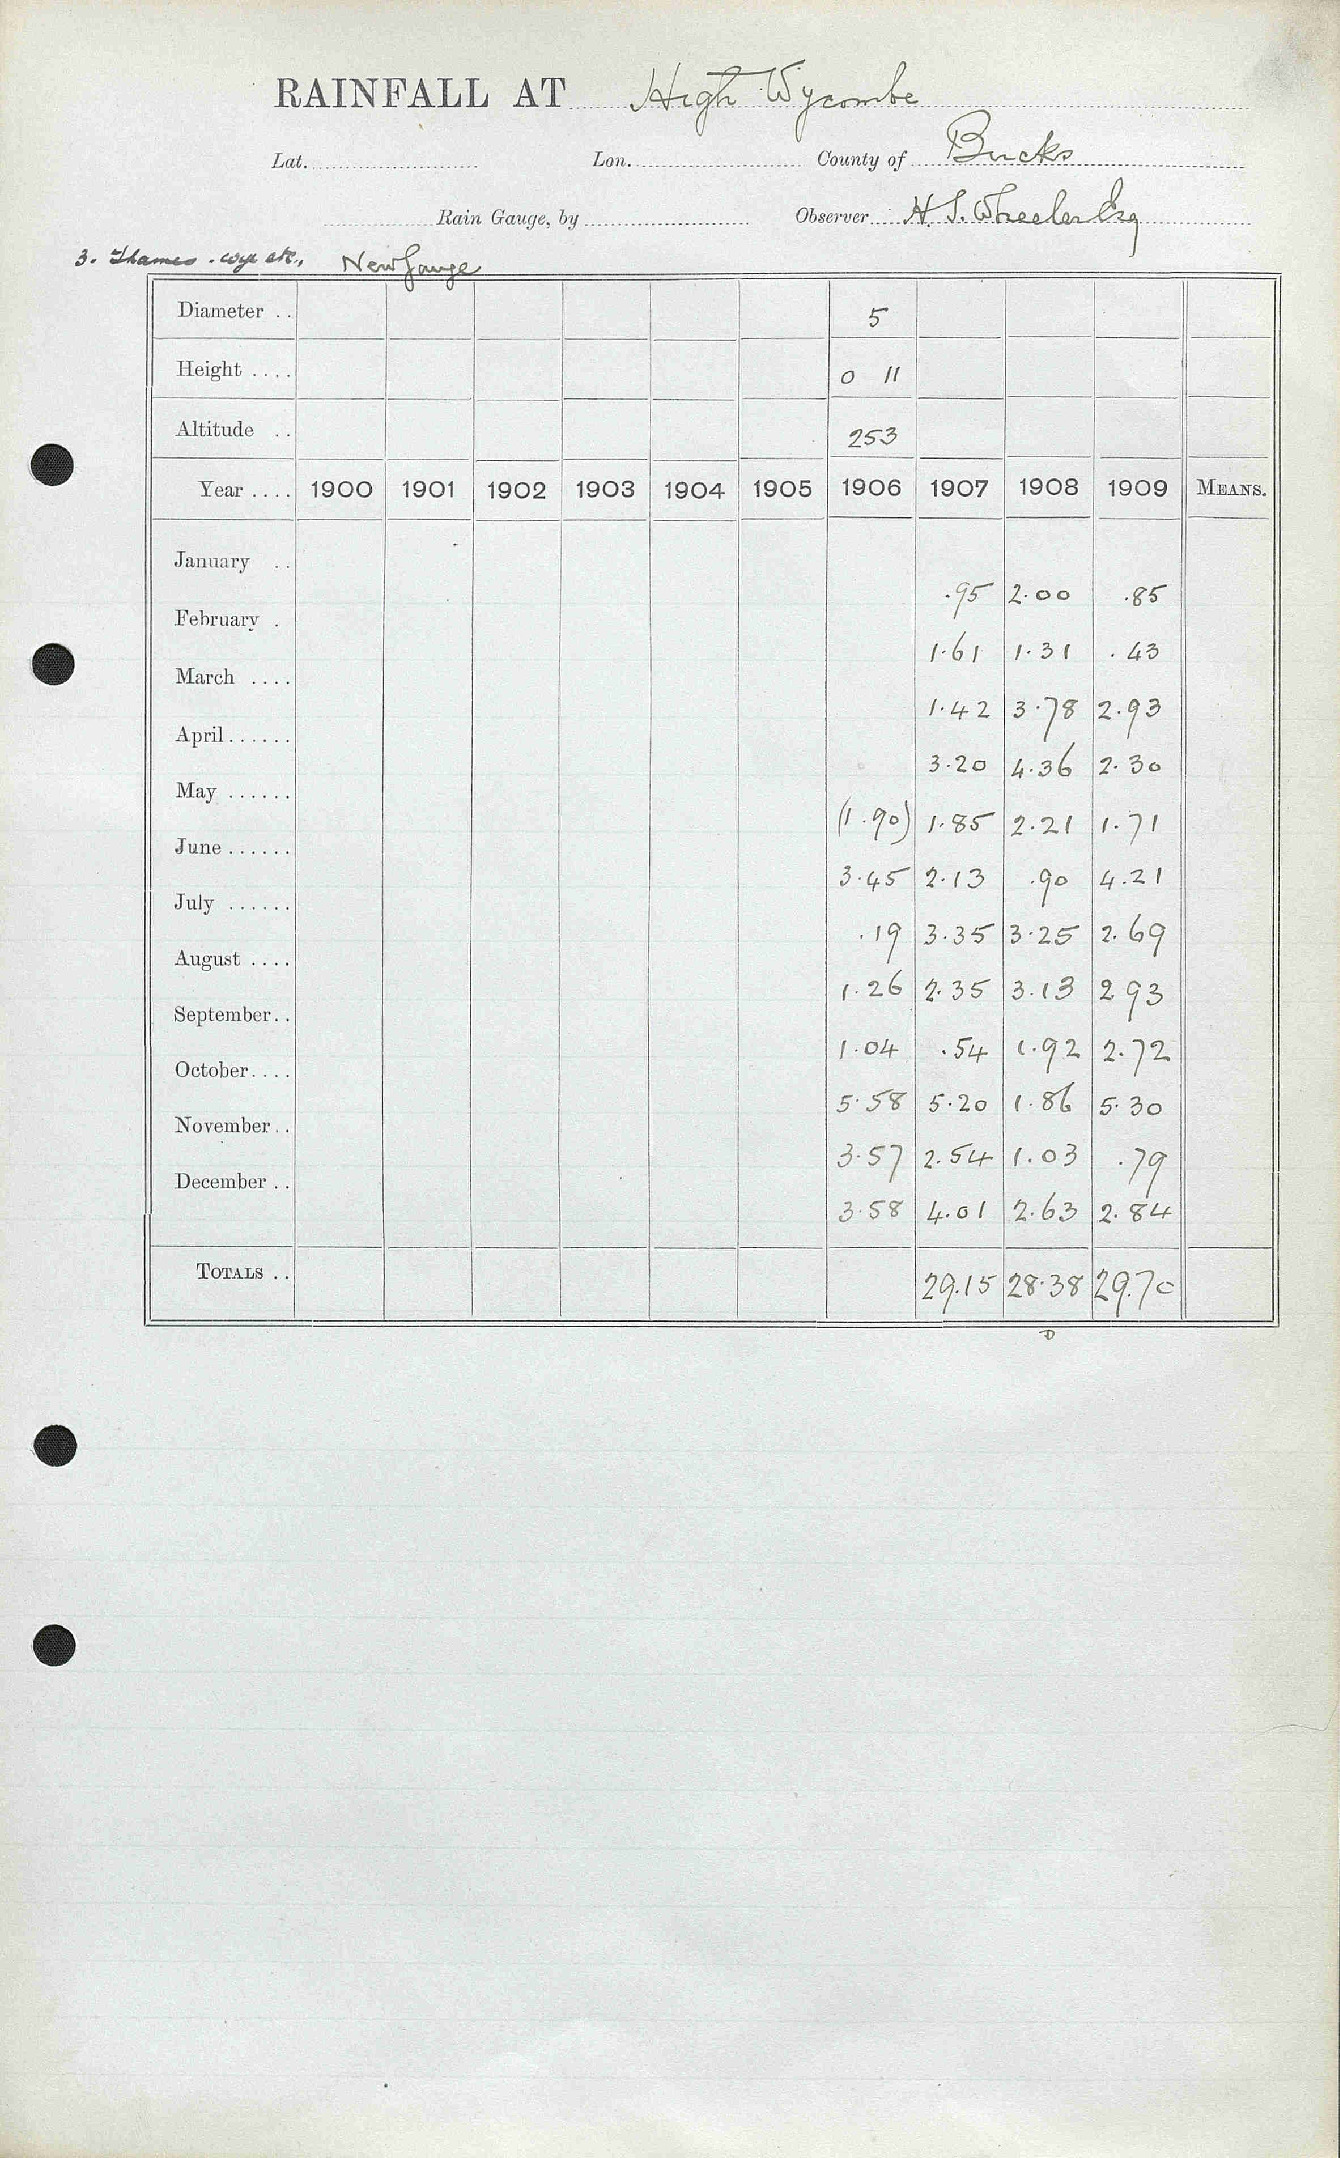 RAINFALL AT High Wycombe
Lat. Lon. County of Bucks
Rain Gauge, by Observer H. S. Wheeler Esq
3. Thames . Wye etc., New Gauge
Diameter .. 5
Height .... 0 11
Altitude .. 253
Year .... 1900 1901 1902 1903 1904 1905 1906 1907 1908 1909 MEANS.
January .. .95 2.00 .85
February . 1.61 1.31 .43
March .... 1.42 3.78 2.93
April...... 3.20 4.36 2.30
May ...... (1.90) 1.85 2.21 1.71
June ...... 3.45 2.13 .90 4.21
July ...... .19 3.35 3.25 2.69
August .... 1.26 2.35 3.13 2.93
September.. 1.04 .54 1.92 2.72
October.... 5.58 5.20 1.86 5.30
November.. 3.57 2.54 1.03 .79
December .. 3.58 4.01 2.63 2.84
TOTALS .. 29.15 28.38 29.70
D